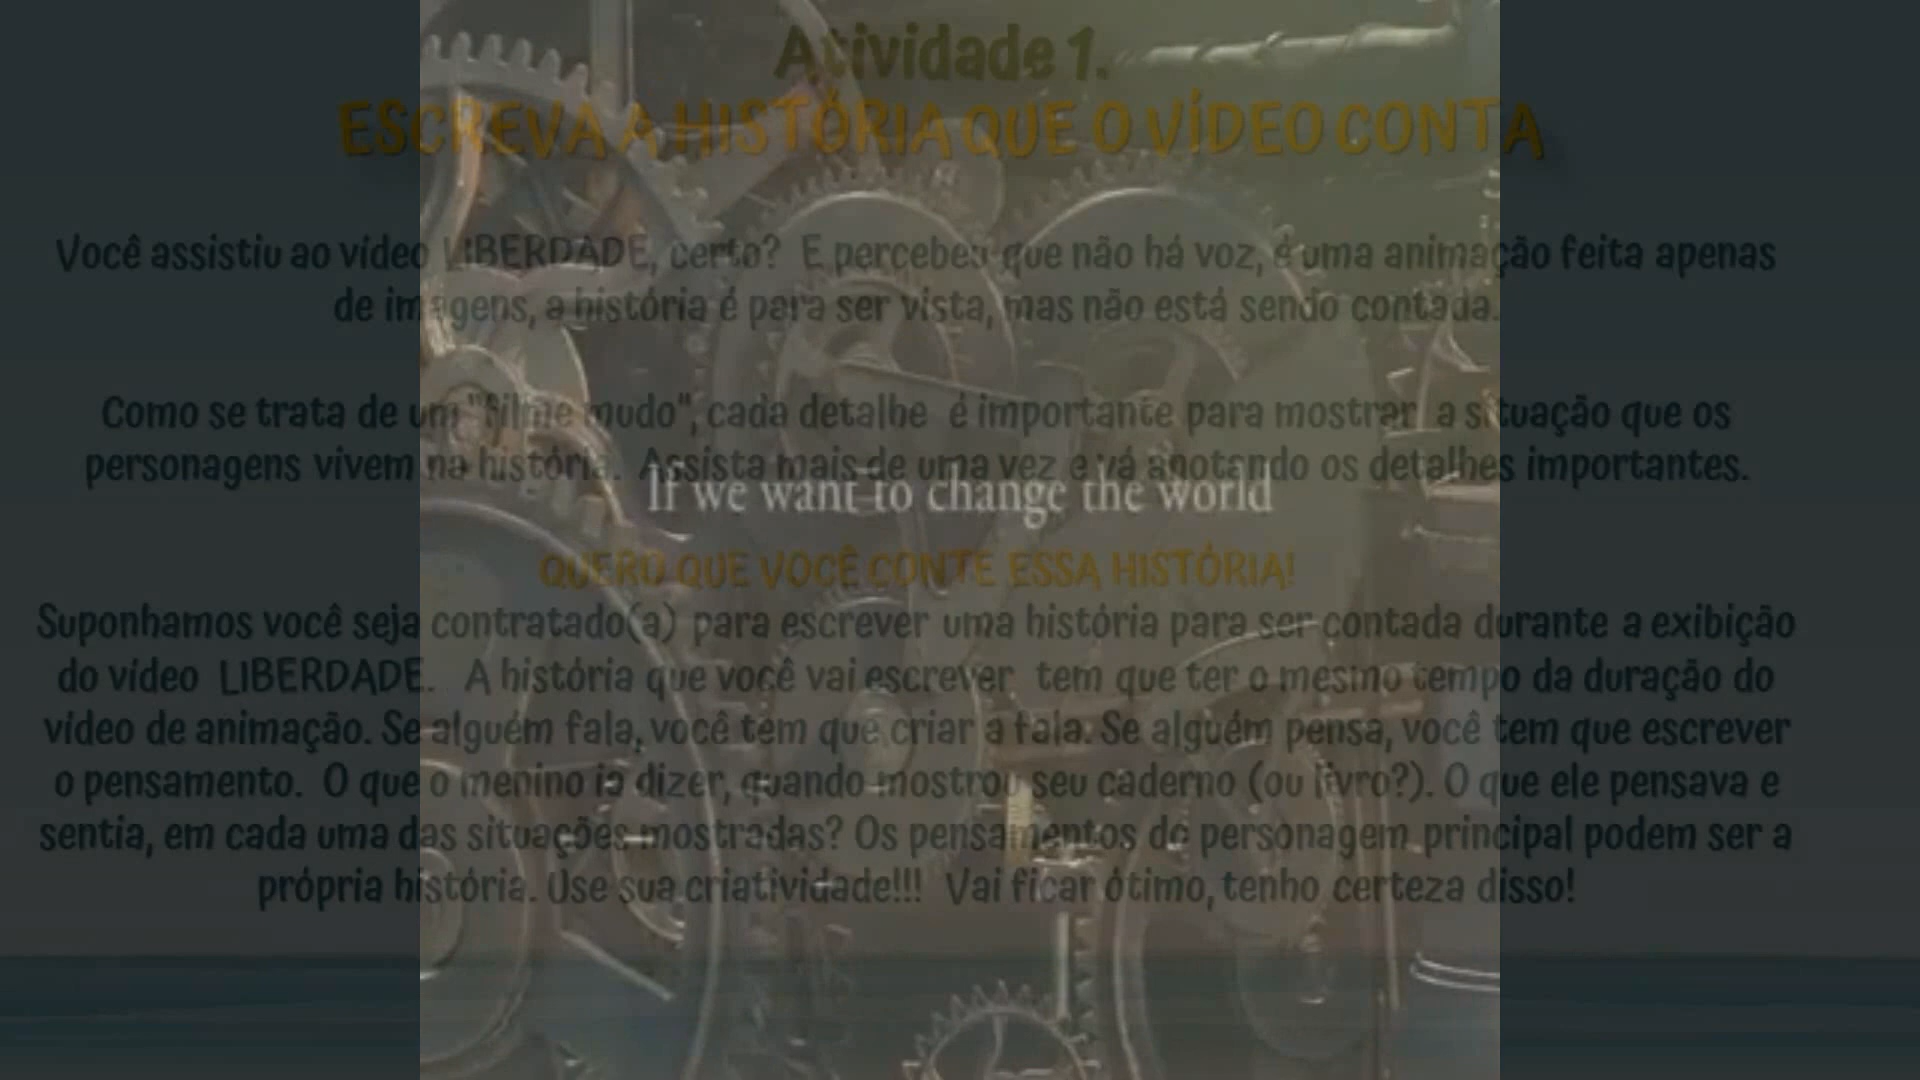 Atividade 1.
ESCREVA A HISTÓRIA QUE O VÍDEO CONTA
Você assistiu ao vídeo LIBERDADE, certo? E percebeu que não há voz, é uma animação feita apenas
de imagens, a história é para ser vista, mas não está sendo contada.
Como se trata de um "filme mudo", cada detalhe é importante para mostrar a situação que os
personagens vivem na história. Assista mais de uma vez e vá anotando os detalhes importantes.
If we want to change the world
QUERO QUE VOCÊ CONTE ESSA HISTÓRIA!
Suponhamos você seja contratado(a) para escrever uma história para ser contada durante a exibição
do vídeo LIBERDADE. A história que você vai escrever tem que ter o mesmo tempo da duração do
vídeo de animação. Se alguém fala, você tem que criar a fala. Se alguém pensa, você tem que escrever
o pensamento. O que o menino ia dizer, quando mostrou seu caderno (ou livro?). O que ele pensava e
sentia, em cada uma das situações mostradas? Os pensamentos do personagem principal podem ser a
própria história. Use sua criatividade!!! Vai ficar ótimo, tenho certeza disso!